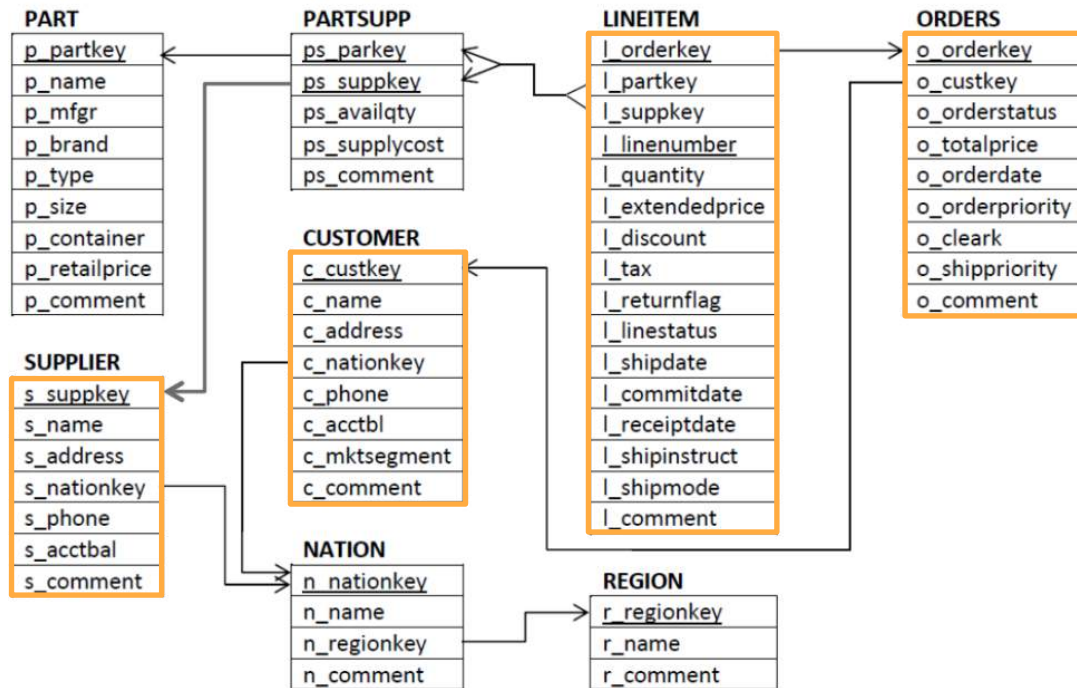 PART
p_partkey
p_name
p_mfgr
p_brand
p_type
p_size
p_container
p_retailprice
p_comment
PARTSUPP
ps_parkey
ps_suppkey
ps_availqty
ps_supplycost
ps_comment
LINEITEM
l_orderkey
l_partkey
l_suppkey
l_linenumber
l_quantity
l_extendedprice
l_discount
l_tax
l_returnflag
l_linestatus
l_shipdate
l_commitdate
l_receiptdate
l_shipinstruct
l_shipmode
l_comment
ORDERS
o_orderkey
o_custkey
o_orderstatus
o_totalprice
o_orderdate
o_orderpriority
o_cleark
o_shippriority
o_comment
CUSTOMER
c_custkey
c_name
c_address
c_nationkey
c_phone
c_acctbl
c_mktsegment
c_comment
SUPPLIER
s_suppkey
s_name
s_address
s_nationkey
s_phone
s_acctbal
s_comment
NATION
n_nationkey
n_name
n_regionkey
n_comment
REGION
r_regionkey
r_name
r_comment